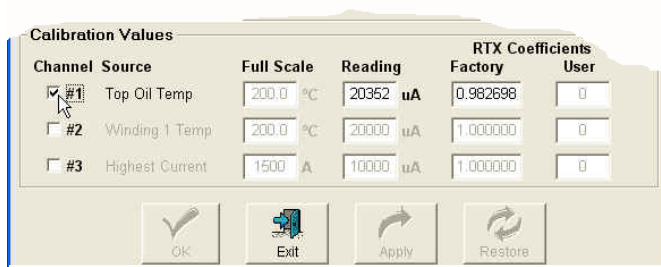 Calibration Values
RTX Coefficients
Channel Source Full Scale Reading Factory User
#1 Top Oil Temp 200.0 ºC 20352 uA 0.982698 0
#2 Winding 1 Temp 200.0 ºC 20000 uA 1.000000 0
#3 Highest Current 1500 A 10000 uA 1.000000 0
OK Exit Apply Restore